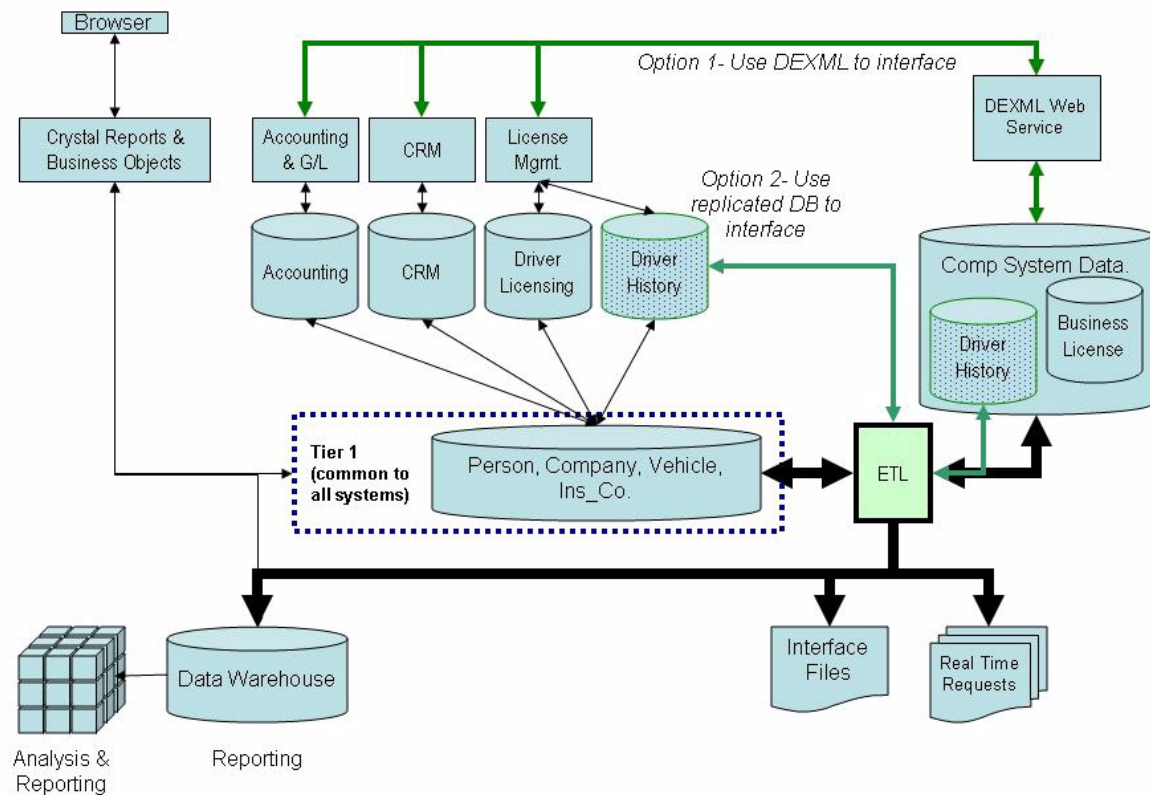 Browser
Option 1- Use DEXML to interface
Crystal Reports &
Business Objects
Accounting
& G/L
CRM
License
Mgmt.
DEXML Web
Service
Option 2- Use
replicated DB to
interface
Accounting
CRM
Driver
Licensing
Driver
History
Comp System Data.
Driver
History
Business
License
Tier 1
(common to
all systems)
Person, Company, Vehicle,
Ins_Co.
ETL
Data Warehouse
Interface
Files
Real Time
Requests
Analysis &
Reporting
Reporting